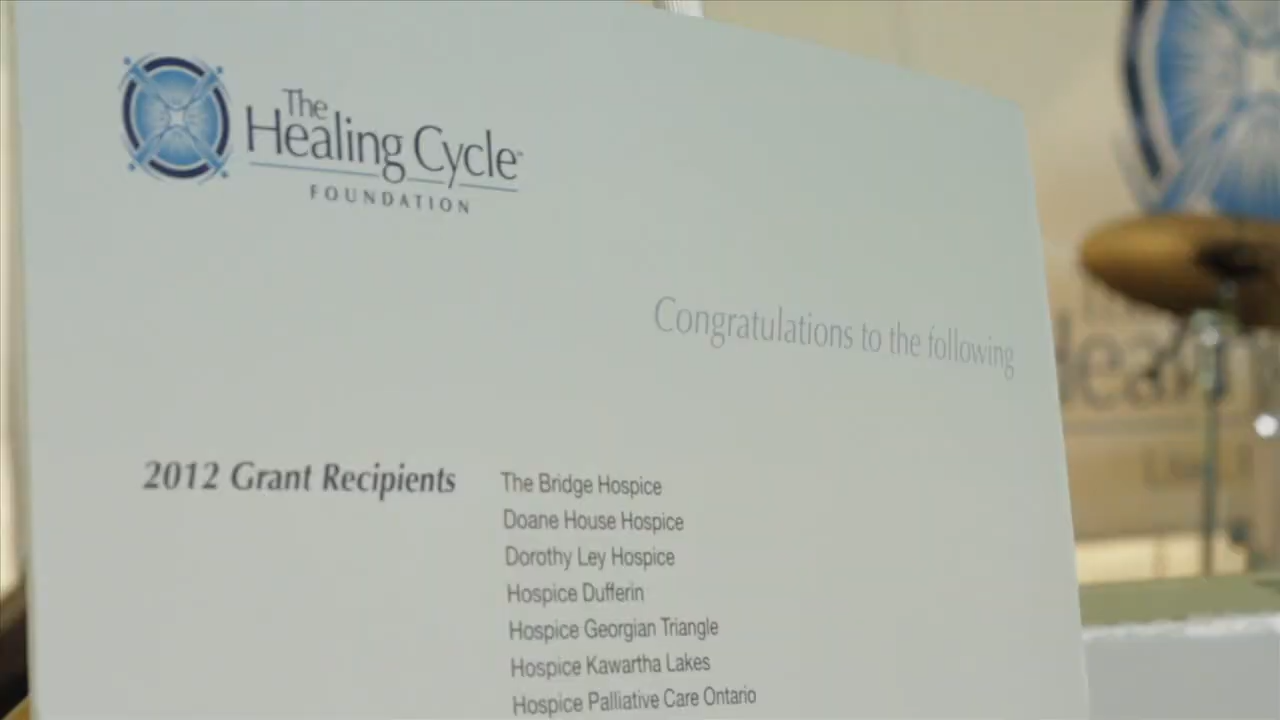 The
Healing Cycle™
FOUNDATION
Congratulations to the following
2012 Grant Recipients
The Bridge Hospice
Doane House Hospice
Dorothy Ley Hospice
Hospice Dufferin
Hospice Georgian Triangle
Hospice Kawartha Lakes
Hospice Palliative Care Ontario